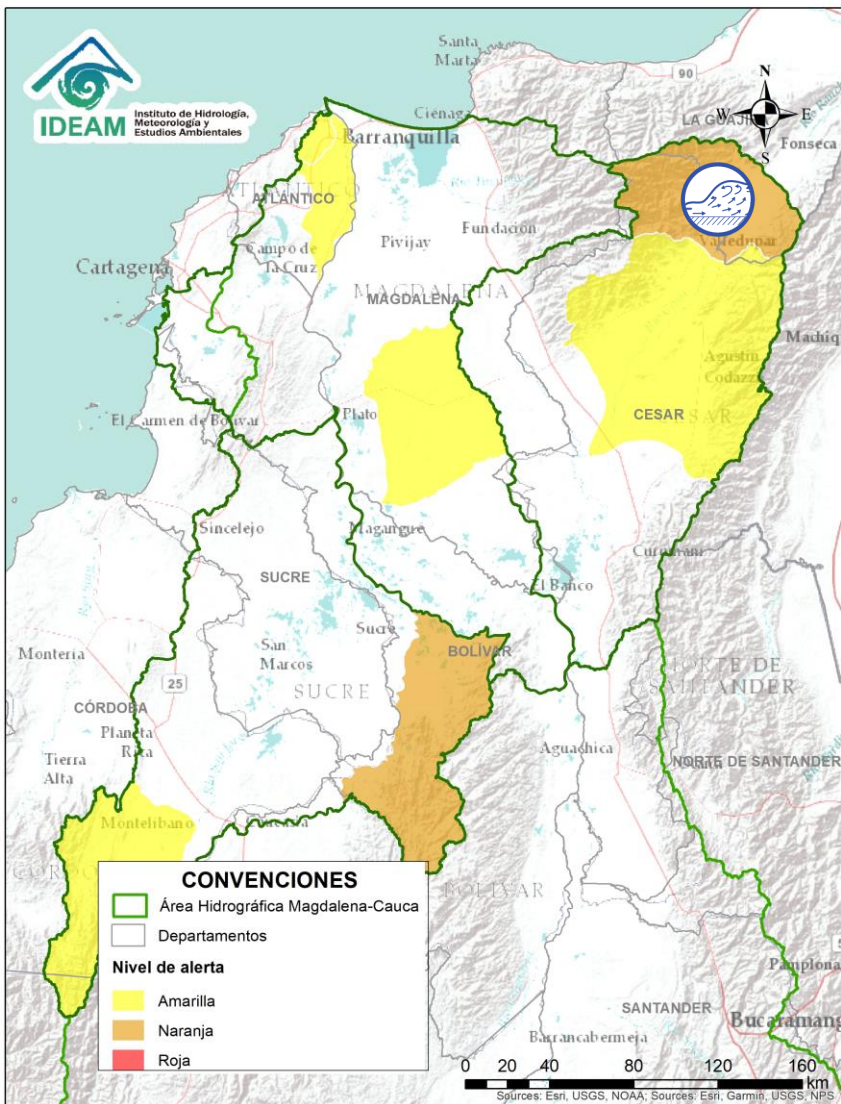 IDEAM
Instituto de Hidrología,
Meteorología y
Estudios Ambientales
Santa
Marta
90
N
W
E
S
LA GUAJIRA
Fonseca
Ciénaga
Barranquilla
ATLÁNTICO
Pivijay
Fundación
Valledupar
Campo de
la Cruz
Cartagena
MAGDALENA
MAGDALENA
Machiq
Agustín
Codazzi
Plato
CESAR
El Carmen de Bolívar
Sincelejo
Magangue
Curumaní
SUCRE
El Banco
Sucre
BOLÍVAR
San
Marcos
Montería
25
SUCRE
NORTE DE
SANTANDER
CÓRDOBA
Planeta
Rica
Aguachica
Tierra
Alta
NORTE DE SANTANDER
Montelibano
BOLÍVAR
CONVENCIONES
Área Hidrográfica Magdalena-Cauca
Departamentos
Nivel de alerta
Amarilla
Naranja
Roja
Pamplona
SANTANDER
Bucaramang
Barrancabermeja
0 20 40 80 120 160
km
Sources: Esri, USGS, NOAA; Sources: Esri, Garmin, USGS, NPS